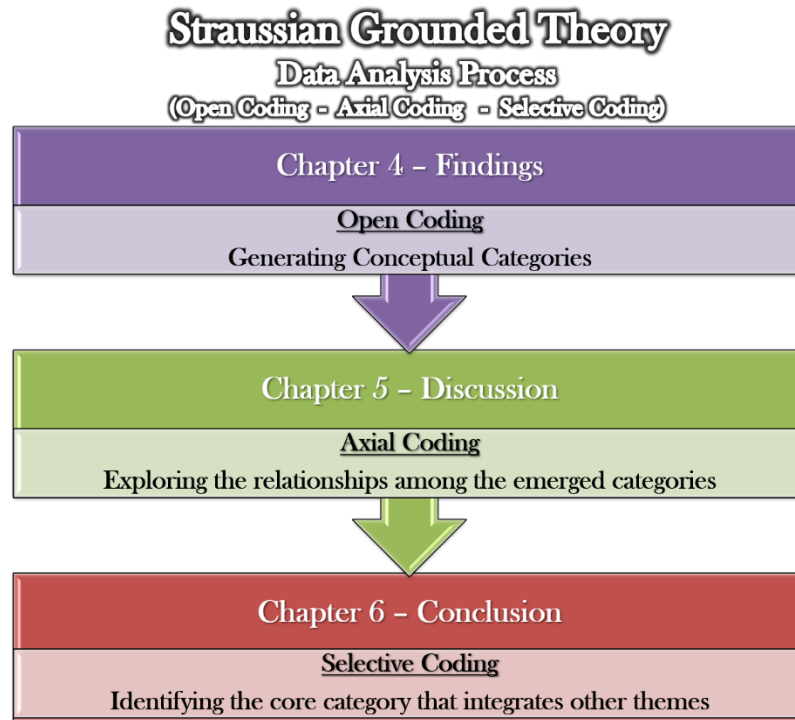 Straussian Grounded Theory
Data Analysis Process
(Open Coding - Axial Coding - Selective Coding)
Chapter 4 – Findings
Open Coding
Generating Conceptual Categories
Chapter 5 – Discussion
Axial Coding
Exploring the relationships among the emerged categories
Chapter 6 – Conclusion
Selective Coding
Identifying the core category that integrates other themes